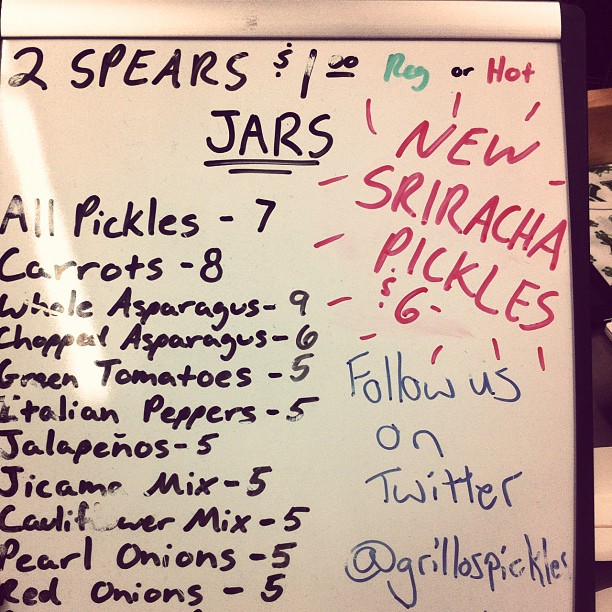 2 SPEARS $1.00 Reg or Hot
JARS
All Pickles - 7
Carrots - 8
Whole Asparagus - 9
Chopped Asparagus - 6
Green Tomatoes - 5
Italian Peppers - 5
Jalapeños - 5
Jicama Mix - 5
Cauliflower Mix - 5
Pearl Onions - 5
Red Onions - 5
NEW
SRIRACHA
PICKLES
$6-
Follow us
on
Twitter
@grillospickles